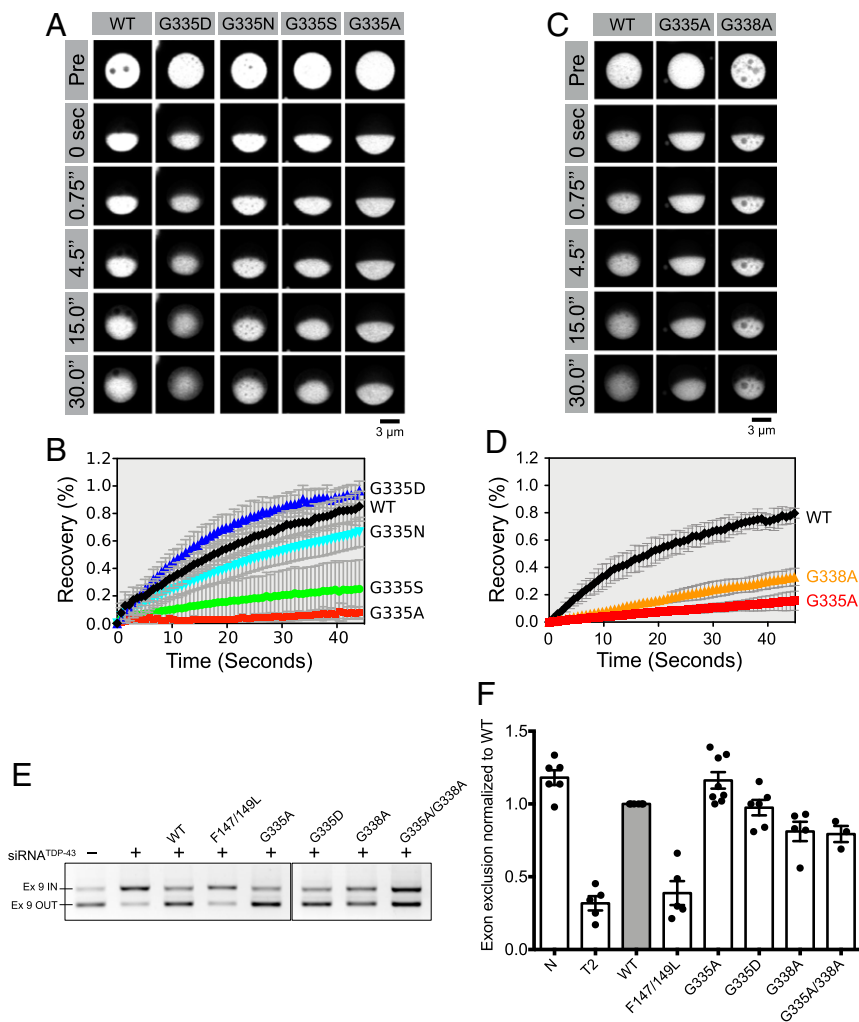 A
WT G335D G335N G335S G335A
Pre
0 sec
0.75”
4.5”
15.0”
30.0”
3 µm
C
WT G335A G338A
Pre
0 sec
0.75”
4.5”
15.0”
30.0”
3 µm
B
Recovery (%)
1.2
1.0
0.8
0.6
0.4
0.2
0.0
0 10 20 30 40
Time (Seconds)
G335D
WT
G335N
G335S
G335A
D
Recovery (%)
1.2
1.0
0.8
0.6
0.4
0.2
0.0
0 10 20 30 40
Time (Seconds)
WT
G338A
G335A
E
WT F147/149L G335A G335D G338A G335A/G338A
siRNATDP-43 − + + + + + + +
Ex 9 IN
Ex 9 OUT
F
Exon exclusion normalized to WT
1.5
1.0
0.5
0.0
N T2 WT F147/149L G335A G335D G338A G335A/338A